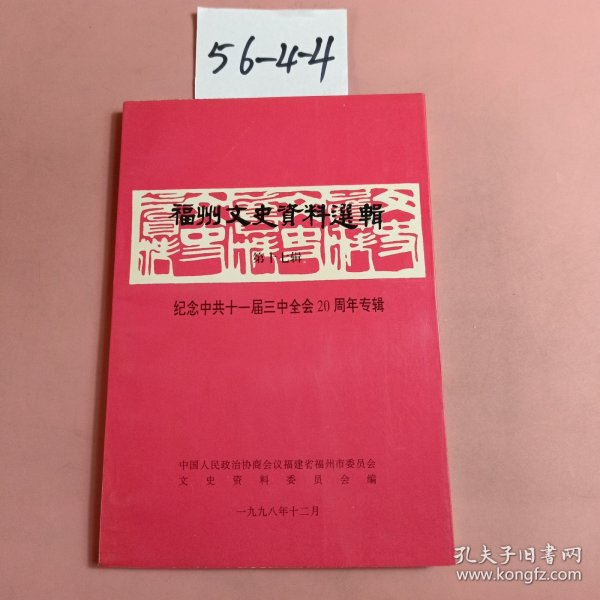 56-4-4
福州文史資料選輯
第十七辑
纪念中共十一届三中全会20周年专辑
中国人民政治协商会议福建省福州市委员会
文史资料委员会编
一九九八年十二月
孔夫子旧书网
www.kongfz.com